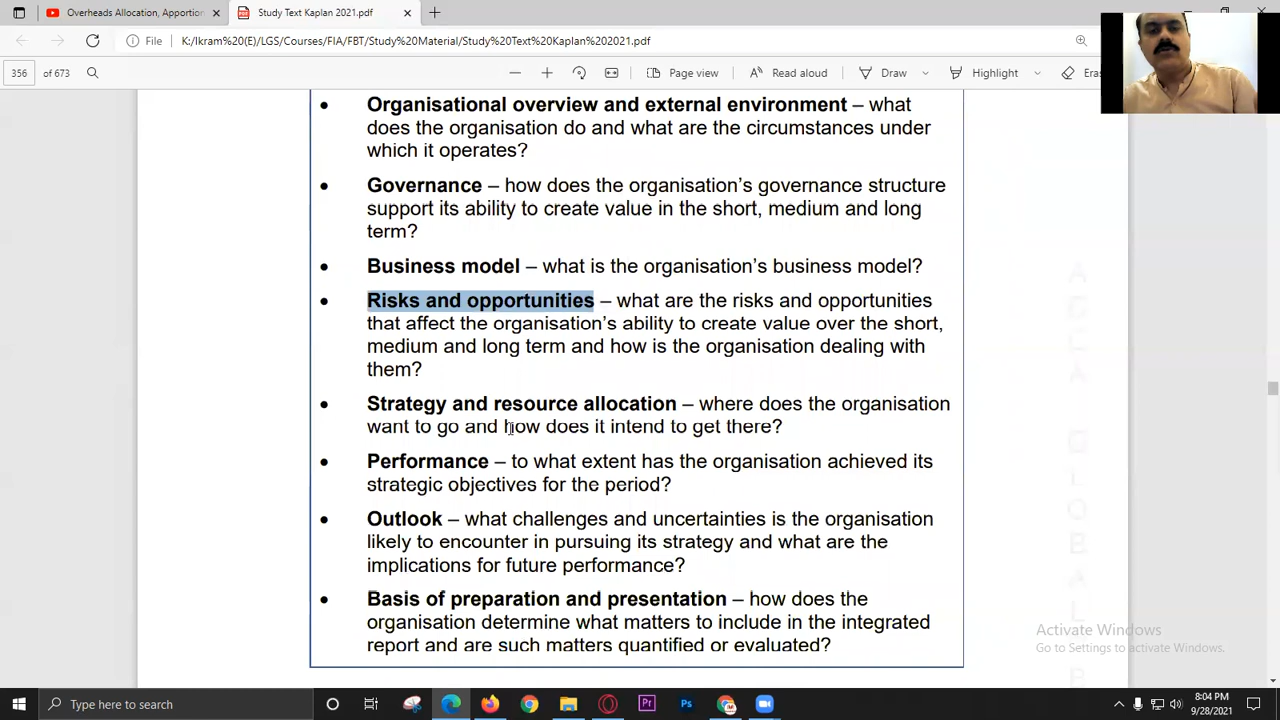 Overheads Allocation, Apportion
Study Text Kaplan 2021.pdf
File
K:/Ikram%20(E)/LGS/Courses/FIA/FBT/Study%20Material/Study%20Text%20Kaplan%202021.pdf
356 of 673
Page view
Read aloud
Draw
Highlight
Eras
• Organisational overview and external environment – what
does the organisation do and what are the circumstances under
which it operates?
• Governance – how does the organisation's governance structure
support its ability to create value in the short, medium and long
term?
• Business model – what is the organisation's business model?
• Risks and opportunities – what are the risks and opportunities
that affect the organisation's ability to create value over the short,
medium and long term and how is the organisation dealing with
them?
• Strategy and resource allocation – where does the organisation
want to go and how does it intend to get there?
• Performance – to what extent has the organisation achieved its
strategic objectives for the period?
• Outlook – what challenges and uncertainties is the organisation
likely to encounter in pursuing its strategy and what are the
implications for future performance?
• Basis of preparation and presentation – how does the
organisation determine what matters to include in the integrated
report and are such matters quantified or evaluated?
A
C
C
A
G
L
O
B
A
L
B
Activate Windows
Go to Settings to activate Windows.
Type here to search
Pr
Ps
8:04 PM
9/28/2021